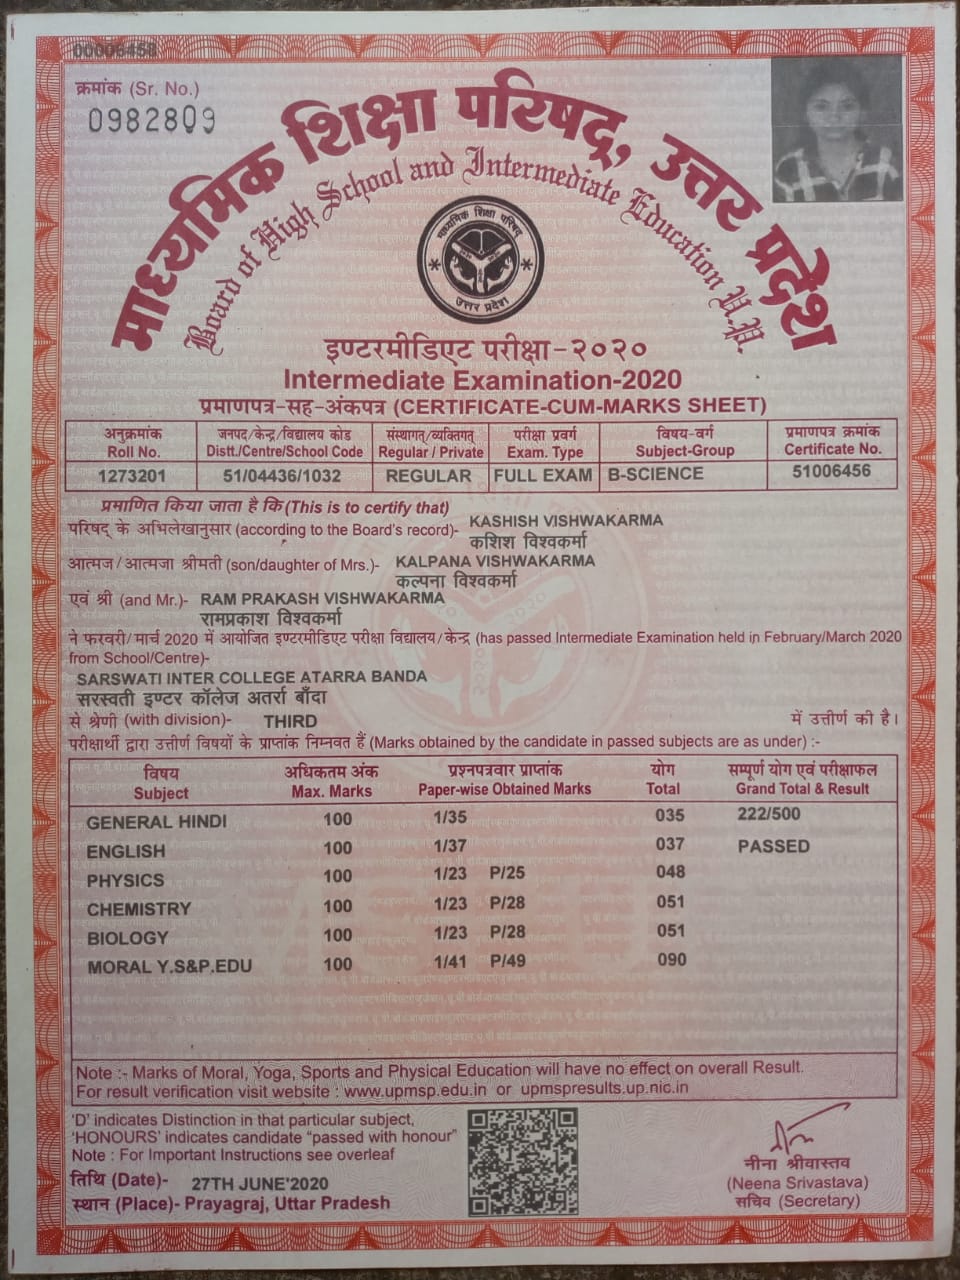 00006458
क्रमांक (Sr. No.)
0982809
माध्यमिक शिक्षा परिषद्, उत्तर प्रदेश
Board of High School and Intermediate Education U.P.
माध्यमिक शिक्षा परिषद्
उत्तर प्रदेश
इण्टरमीडिएट परीक्षा-२०२०
Intermediate Examination-2020
प्रमाणपत्र-सह-अंकपत्र (CERTIFICATE-CUM-MARKS SHEET)
अनुक्रमांक जनपद/केन्द्र/विद्यालय कोड संस्थागत्/व्यक्तिगत् परीक्षा प्रवर्ग विषय-वर्ग प्रमाणपत्र क्रमांक
Roll No. Distt./Centre/School Code Regular / Private Exam. Type Subject-Group Certificate No.
1273201 51/04436/1032 REGULAR FULL EXAM B-SCIENCE 51006456
प्रमाणित किया जाता है कि (This is to certify that)
परिषद् के अभिलेखानुसार (according to the Board's record)- KASHISH VISHWAKARMA
कशिश विश्वकर्मा
आत्मज/आत्मजा श्रीमती (son/daughter of Mrs.)- KALPANA VISHWAKARMA
कल्पना विश्वकर्मा
एवं श्री (and Mr.)- RAM PRAKASH VISHWAKARMA
रामप्रकाश विश्वकर्मा
ने फरवरी/मार्च 2020 में आयोजित इण्टरमीडिएट परीक्षा विद्यालय/केन्द्र (has passed Intermediate Examination held in February/March 2020
from School/Centre)-
SARSWATI INTER COLLEGE ATARRA BANDA
सरस्वती इण्टर कॉलेज अतर्रा बाँदा
से श्रेणी (with division)- THIRD में उत्तीर्ण की है।
परीक्षार्थी द्वारा उत्तीर्ण विषयों के प्राप्तांक निम्नवत हैं (Marks obtained by the candidate in passed subjects are as under) :-
विषय अधिकतम अंक प्रश्नपत्रवार प्राप्तांक योग सम्पूर्ण योग एवं परीक्षाफल
Subject Max. Marks Paper-wise Obtained Marks Total Grand Total & Result
GENERAL HINDI 100 1/35 035 222/500
ENGLISH 100 1/37 037 PASSED
PHYSICS 100 1/23 P/25 048
CHEMISTRY 100 1/23 P/28 051
BIOLOGY 100 1/23 P/28 051
MORAL Y.S&P.EDU 100 1/41 P/49 090
Note :- Marks of Moral, Yoga, Sports and Physical Education will have no effect on overall Result.
For result verification visit website : www.upmsp.edu.in or upmspresults.up.nic.in
'D' indicates Distinction in that particular subject,
'HONOURS' indicates candidate "passed with honour"
Note : For Important Instructions see overleaf
तिथि (Date)- 27TH JUNE'2020
स्थान (Place)- Prayagraj, Uttar Pradesh
नीना श्रीवास्तव
(Neena Srivastava)
सचिव (Secretary)